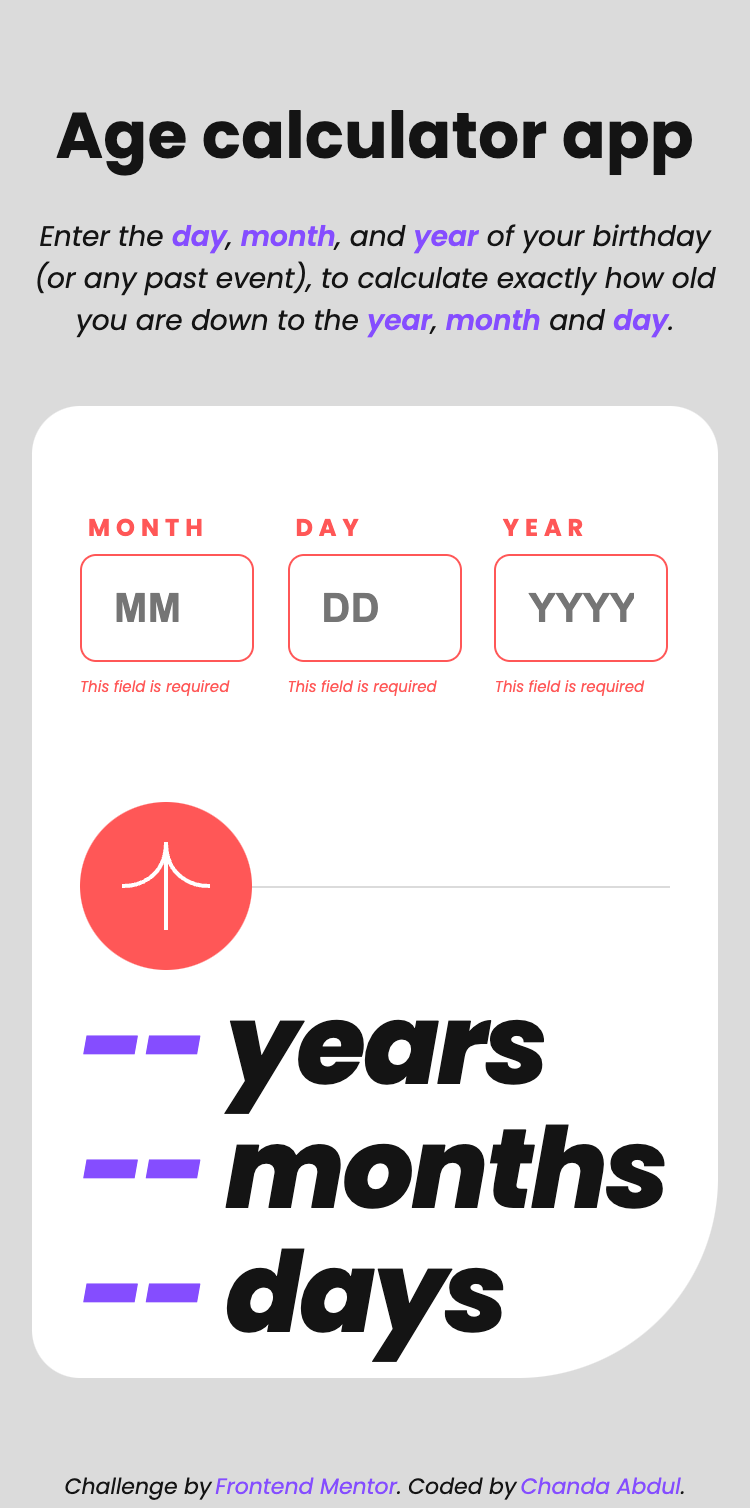 Age calculator app
Enter the day, month, and year of your birthday
(or any past event), to calculate exactly how old
you are down to the year, month and day.
MONTH DAY YEAR
MM DD YYYY
This field is required This field is required This field is required
-- years
-- months
-- days
Challenge by Frontend Mentor. Coded by Chanda Abdul.